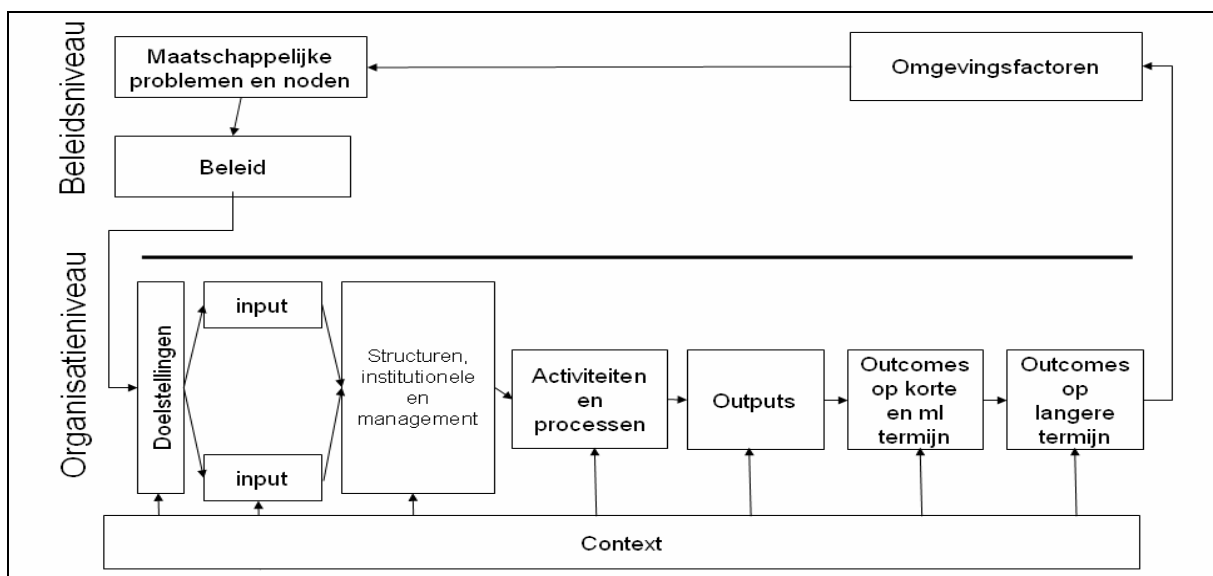 Beleidsniveau
Maatschappelijke
problemen en noden
Omgevingsfactoren
Beleid
Organisatieniveau
Doelstellingen
input
input
Structuren,
institutionele
en
management
Activiteiten
en
processen
Outputs
Outcomes
op korte
en ml
termijn
Outcomes
op
langere
termijn
Context